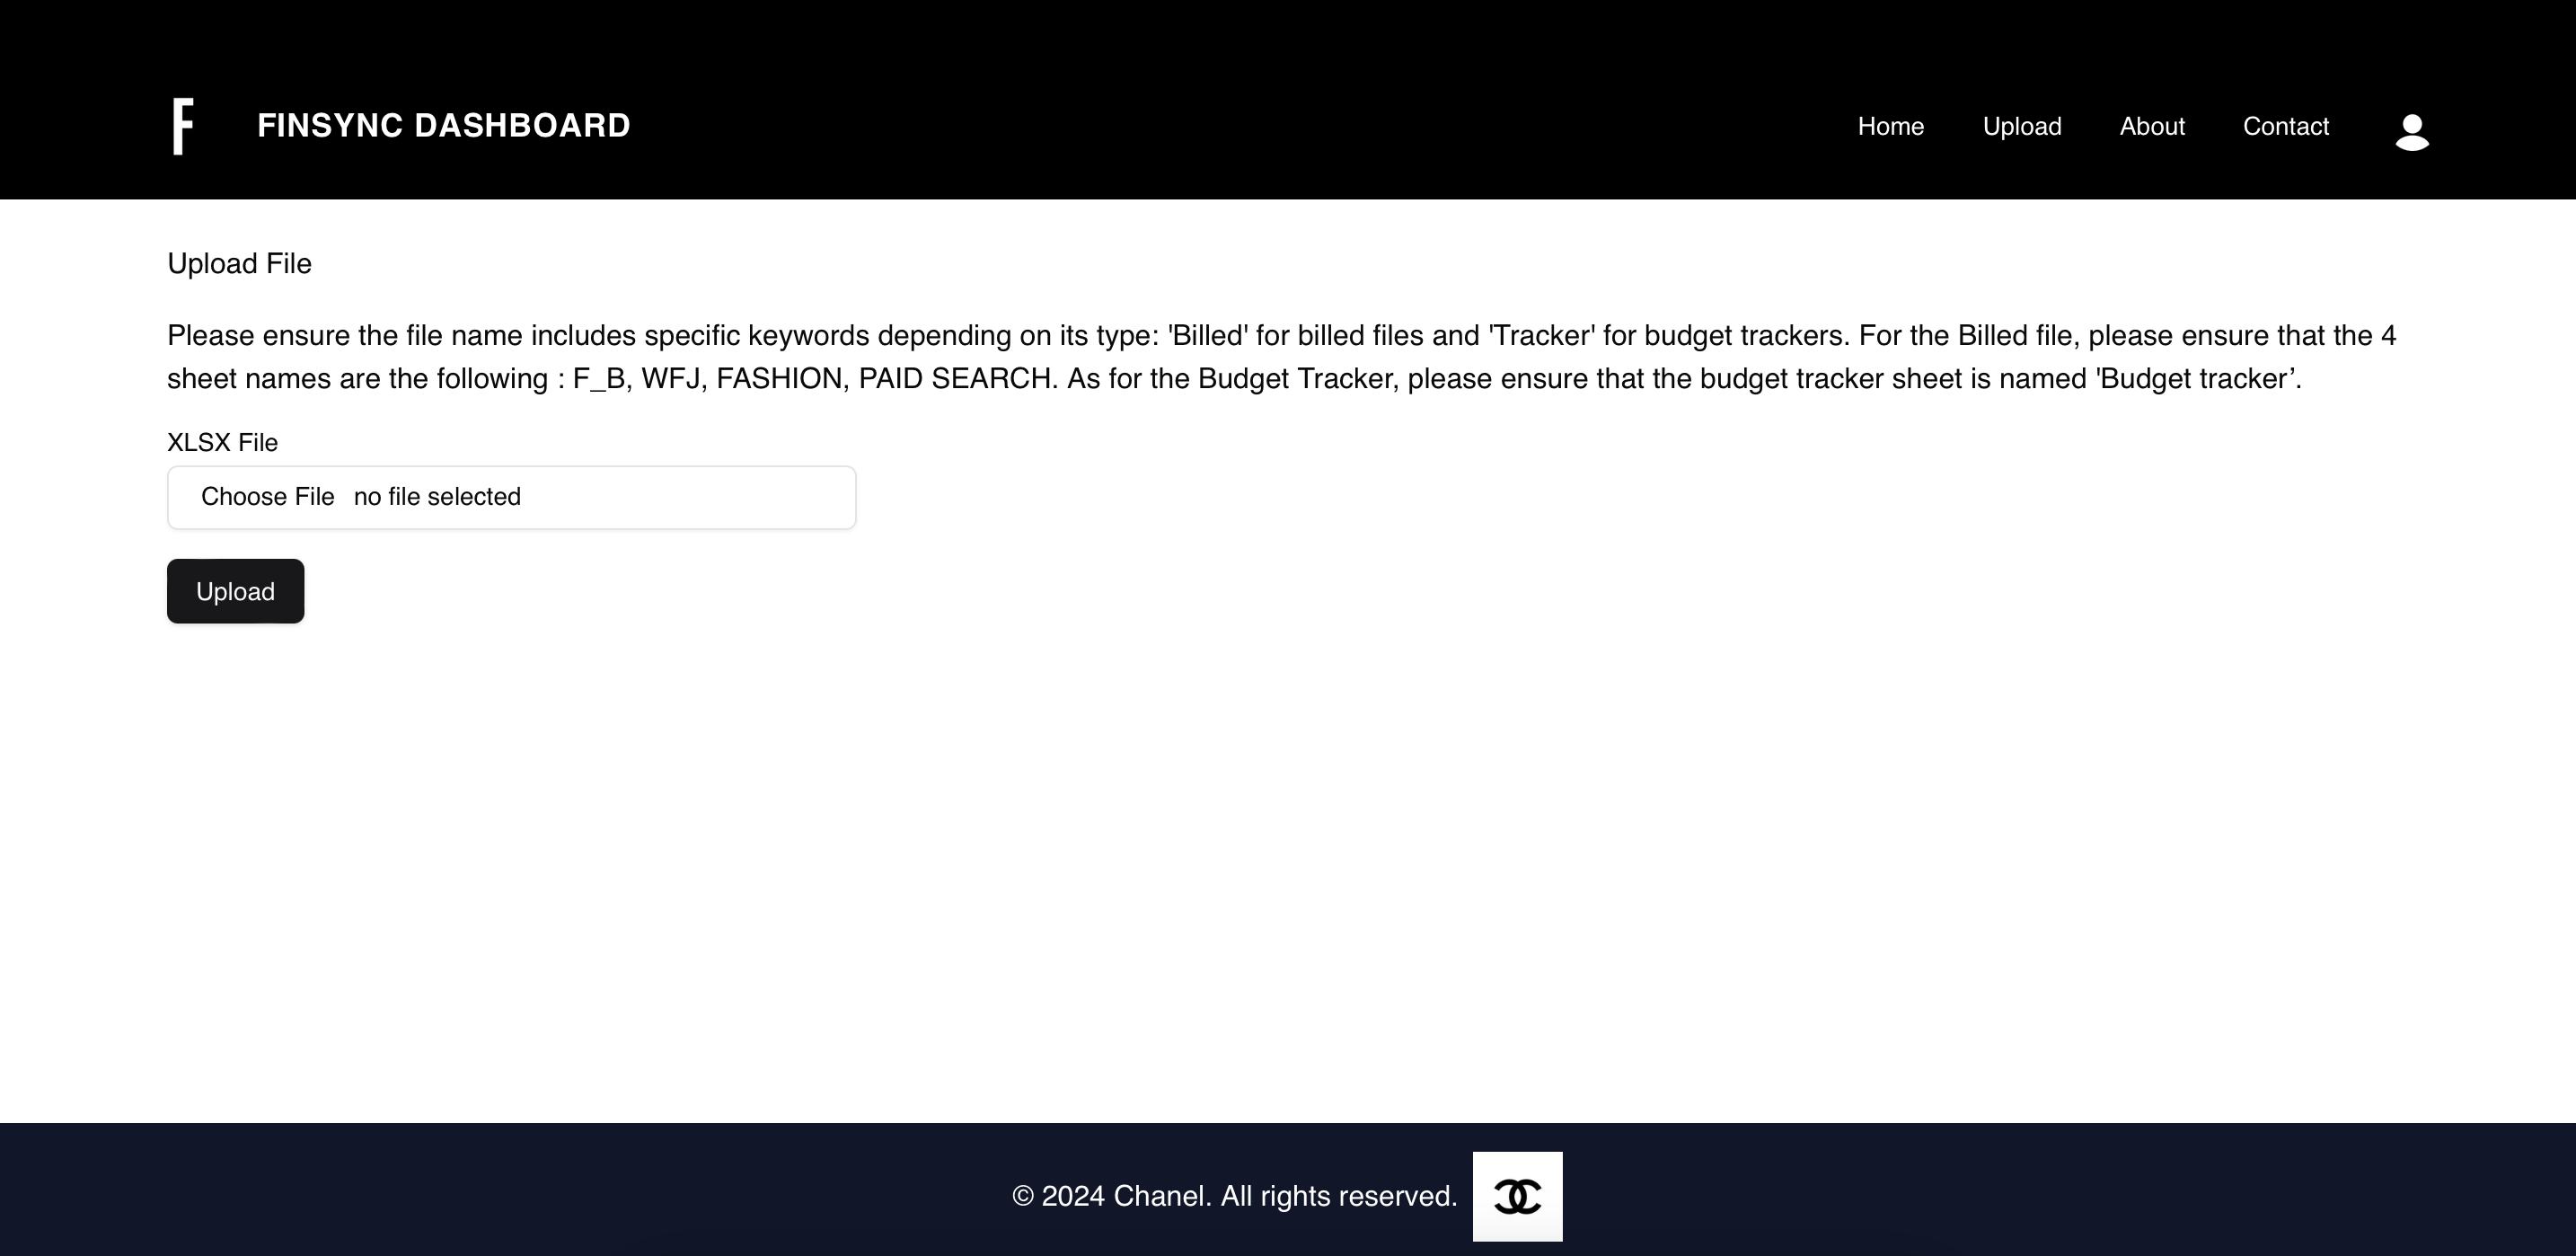 F
FINSYNC DASHBOARD
Home
Upload
About
Contact
Upload File
Please ensure the file name includes specific keywords depending on its type: 'Billed' for billed files and 'Tracker' for budget trackers. For the Billed file, please ensure that the 4
sheet names are the following : F_B, WFJ, FASHION, PAID SEARCH. As for the Budget Tracker, please ensure that the budget tracker sheet is named 'Budget tracker’.
XLSX File
Choose File no file selected
Upload
© 2024 Chanel. All rights reserved.